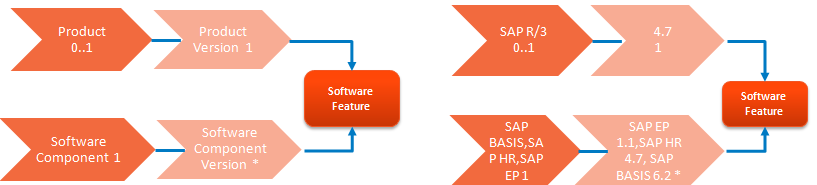 Product
0..1
Product
Version 1
Software
Feature
Software
Component 1
Software
Component
Version *
SAP R/3
0..1
4.7
1
Software
Feature
SAP
BASIS,SA
P HR,SAP
EP 1
SAP EP
1.1,SAP HR
4.7, SAP
BASIS 6.2 *